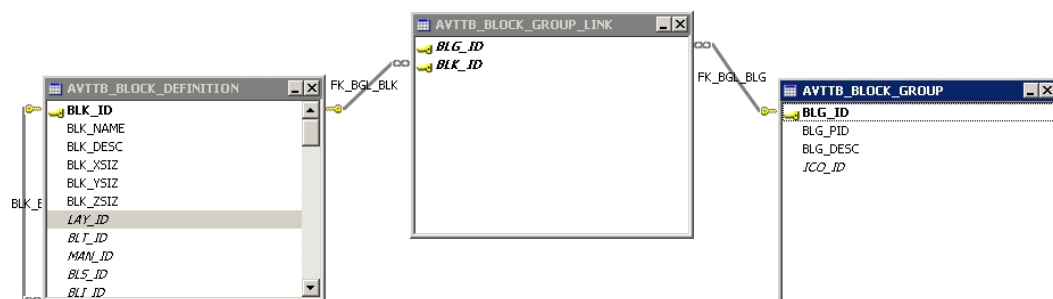 AVTTB_BLOCK_GROUP_LINK
BLG_ID
BLK_ID
FK_BGL_BLK
FK_BGL_BLG
AVTTB_BLOCK_DEFINITION
BLK_ID
BLK_NAME
BLK_DESC
BLK_XSIZ
BLK_YSIZ
BLK_ZSIZ
LAY_ID
BLT_ID
MAN_ID
BLS_ID
BLI_ID
AVTTB_BLOCK_GROUP
BLG_ID
BLG_PID
BLG_DESC
ICO_ID